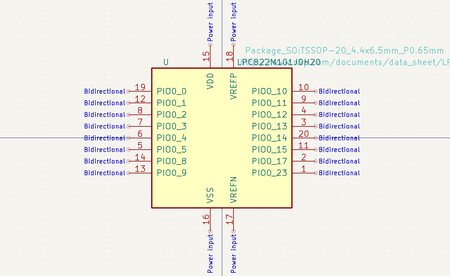 Power Input Power Input
15 18
Package_SO:TSSOP-20_4.4x6.5mm_P0.65mm
U LPC822M101JDH20
/documents/data_sheet/LP
VDD VREFP
Bidirectional 19 PIO0_0 PIO0_10 10 Bidirectional
Bidirectional 12 PIO0_1 PIO0_11 9 Bidirectional
Bidirectional 8 PIO0_2 PIO0_12 4 Bidirectional
Bidirectional 7 PIO0_3 PIO0_13 3 Bidirectional
Bidirectional 6 PIO0_4 PIO0_14 20 Bidirectional
Bidirectional 5 PIO0_5 PIO0_15 11 Bidirectional
Bidirectional 14 PIO0_8 PIO0_17 2 Bidirectional
Bidirectional 13 PIO0_9 PIO0_23 1 Bidirectional
VSS VREFN
16 17
Power Input Power Input